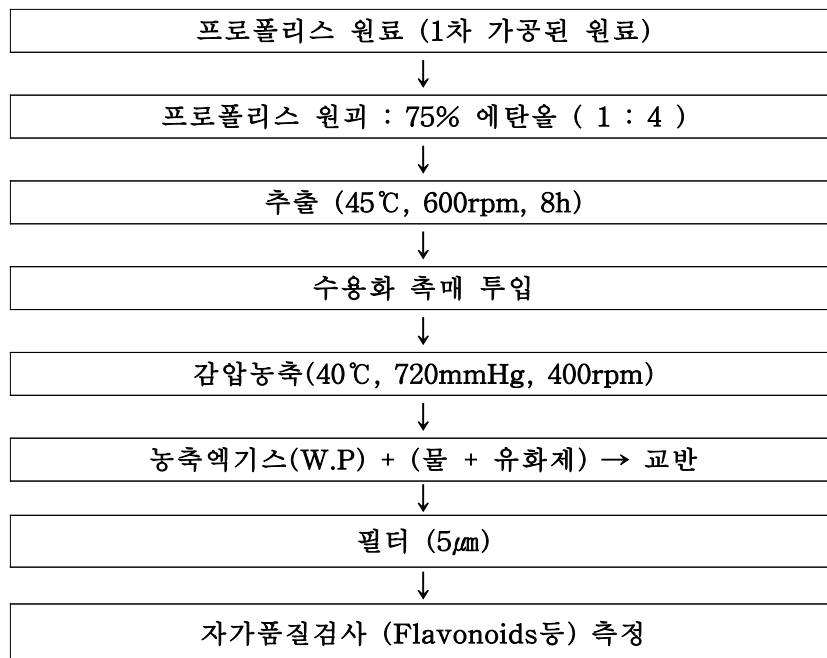 프로폴리스 원료 (1차 가공된 원료)
↓
프로폴리스 원괴 : 75% 에탄올 ( 1 : 4 )
↓
추출 (45℃, 600rpm, 8h)
↓
수용화 촉매 투입
↓
감압농축(40℃, 720mmHg, 400rpm)
↓
농축엑기스(W.P) + (물 + 유화제) → 교반
↓
필터 (5㎛)
↓
자가품질검사 (Flavonoids등) 측정